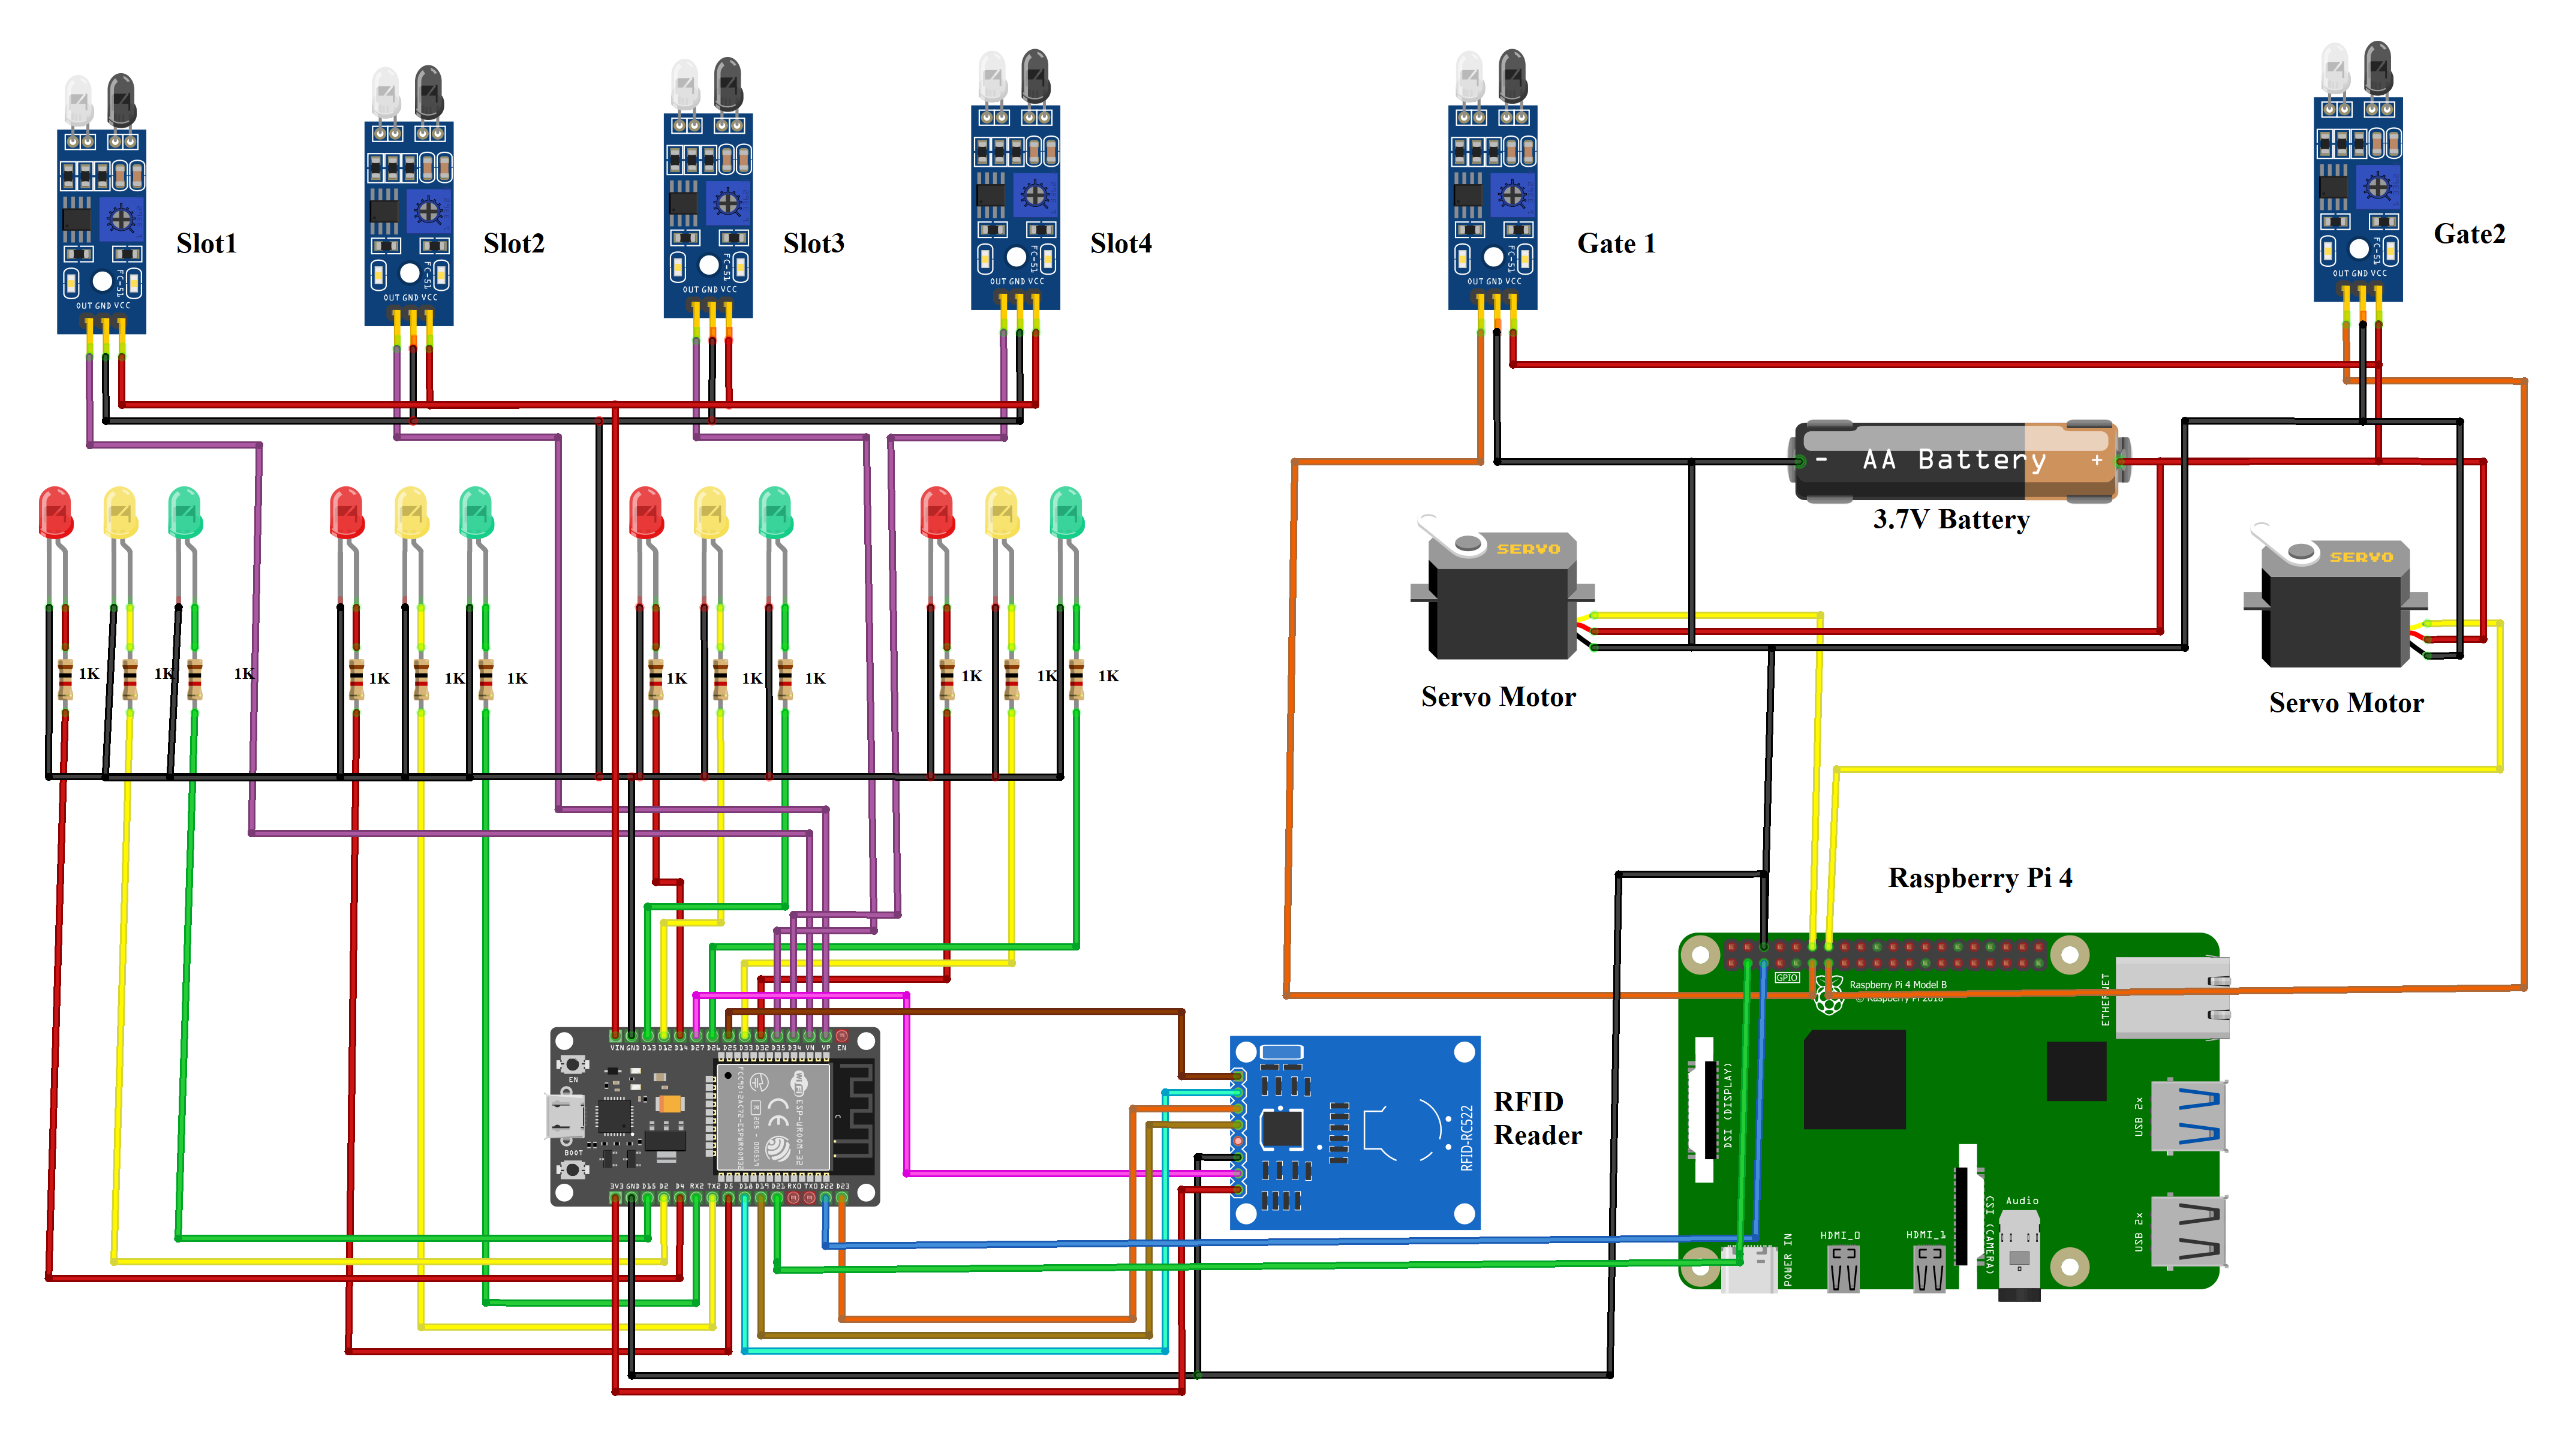 OUT GND VCC
FC-51
Slot1
OUT GND VCC
FC-51
Slot2
OUT GND VCC
FC-51
Slot3
OUT GND VCC
FC-51
Slot4
OUT GND VCC
FC-51
Gate 1
OUT GND VCC
FC-51
Gate2
- AA Battery +
3.7V Battery
SERVO
Servo Motor
SERVO
Servo Motor
1K
1K
1K
1K
1K
1K
1K
1K
1K
1K
1K
1K
Raspberry Pi 4
GPIO
Raspberry Pi 4 Model B
© Raspberry Pi 2018
ETHERNET
DSI (DISPLAY)
USB 2x
USB 2x
POWER IN
HDMI_0
HDMI_1
CSI (CAMERA)
Audio
VIN GND D13 D12 D14 D27 D26 D25 D33 D32 D35 D34 VN VP EN
EN
BOOT
WiFi
ESP-WROOM-32
CE
3V3 GND D15 D2 D4 RX2 TX2 D5 D18 D19 D21 RX0 TX0 D22 D23
RFID-RC522
RFID
Reader